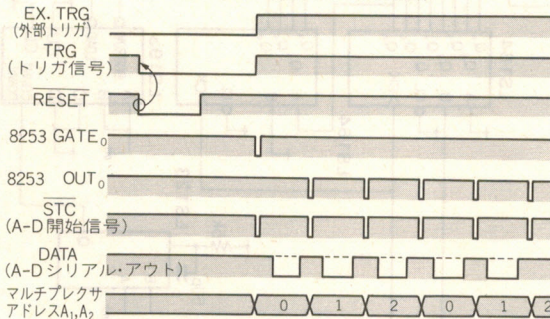 EX. TRG
(外部トリガ)
TRG
(トリガ信号)
RESET
8253 GATE₀
8253 OUT₀
STC
(A-D開始信号)
DATA
(A-Dシリアル・アウト)
マルチプレクサ
アドレスA₁,A₂
0 1 2 0 1 2